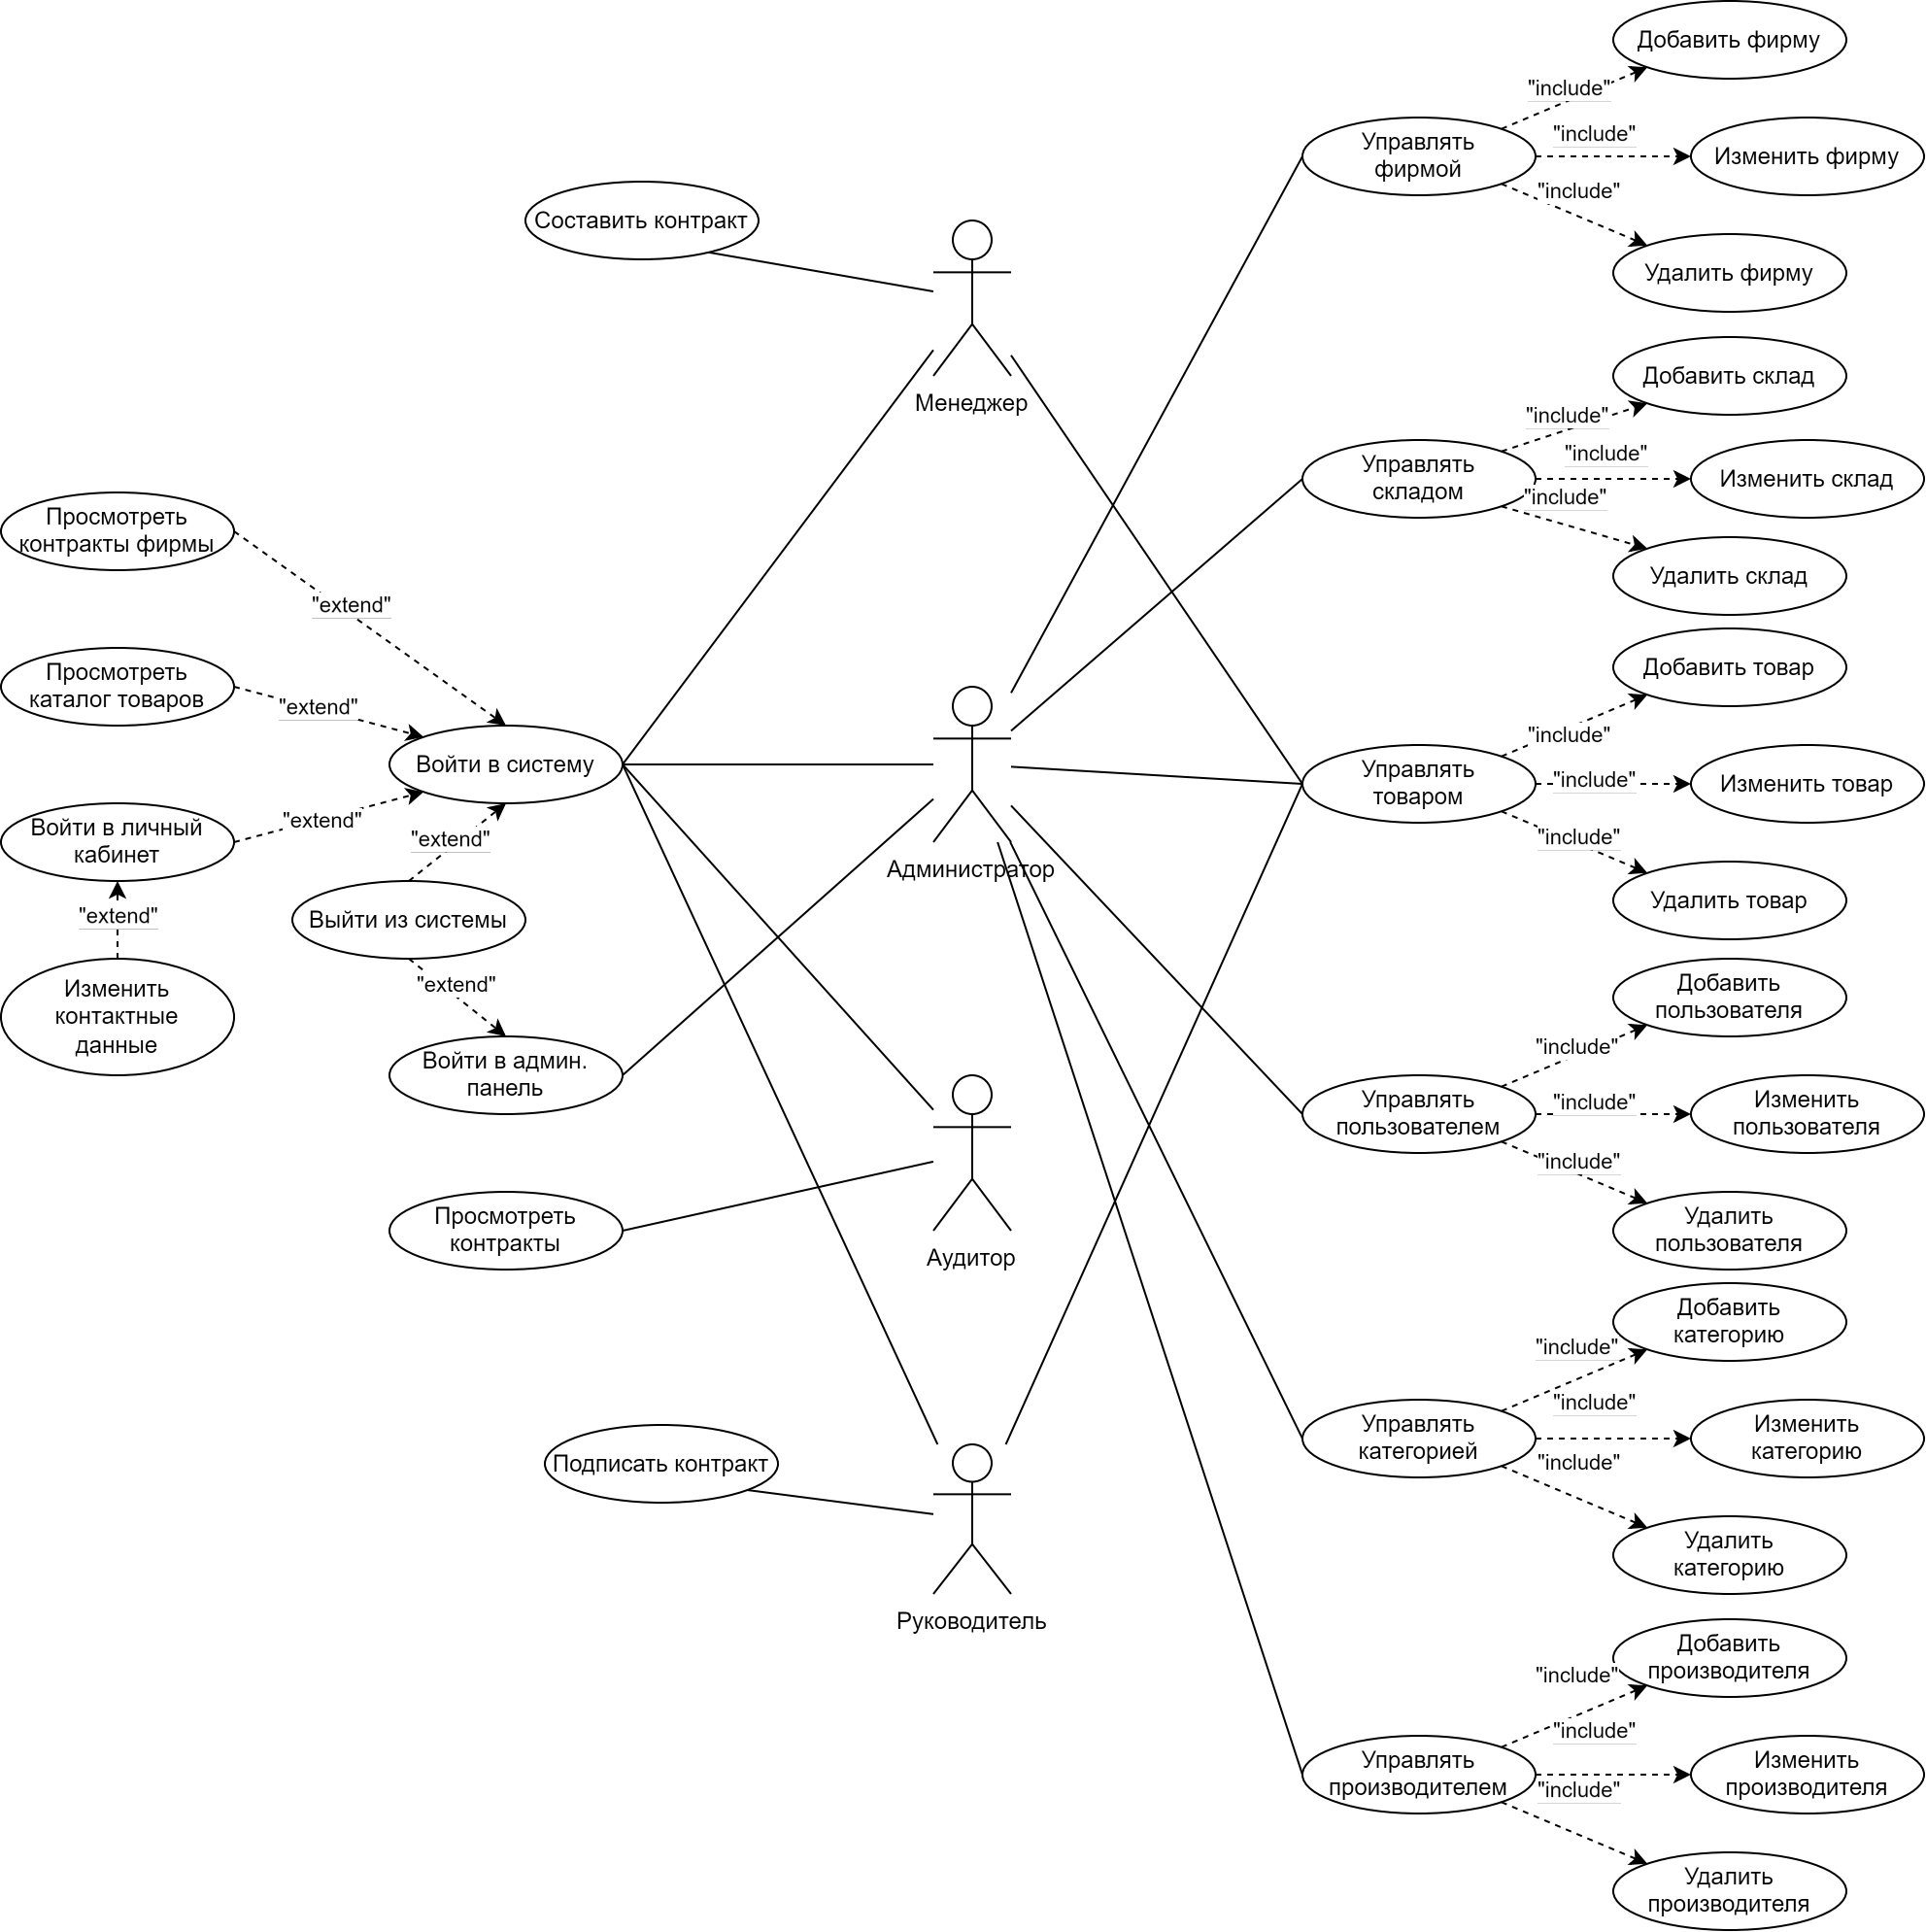 Добавить фирму
"include"
"include"
Управлять
фирмой
Изменить фирму
"include"
Составить контракт
Удалить фирму
Добавить склад
Менеджер
"include"
"include"
Управлять
складом
Изменить склад
"include"
Просмотреть
контракты фирмы
Удалить склад
"extend"
Добавить товар
Просмотреть
каталог товаров
"extend"
"include"
Войти в систему
Управлять
товаром
"include"
Изменить товар
Войти в личный
кабинет
"extend"
"extend"
"include"
Администратор
Удалить товар
"extend"
Выйти из системы
"extend"
Изменить
контактные
данные
Добавить
пользователя
"include"
Войти в админ.
панель
"include"
Управлять
пользователем
Изменить
пользователя
"include"
Просмотреть
контракты
Удалить
пользователя
Аудитор
Добавить
категорию
"include"
"include"
Управлять
категорией
Изменить
категорию
"include"
Подписать контракт
Удалить
категорию
Руководитель
Добавить
производителя
"include"
"include"
Управлять
производителем
Изменить
производителя
"include"
Удалить
производителя